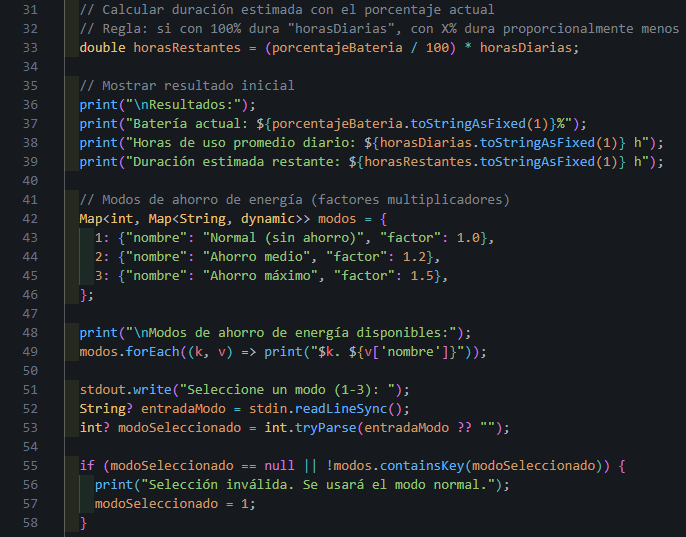 31 // Calcular duración estimada con el porcentaje actual
32 // Regla: si con 100% dura "horasDiarias", con X% dura proporcionalmente menos
33 double horasRestantes = (porcentajeBateria / 100) * horasDiarias;
34
35 // Mostrar resultado inicial
36 print("\nResultados:");
37 print("Batería actual: ${porcentajeBateria.toStringAsFixed(1)}%");
38 print("Horas de uso promedio diario: ${horasDiarias.toStringAsFixed(1)} h");
39 print("Duración estimada restante: ${horasRestantes.toStringAsFixed(1)} h");
40
41 // Modos de ahorro de energía (factores multiplicadores)
42 Map<int, Map<String, dynamic>> modos = {
43 1: {"nombre": "Normal (sin ahorro)", "factor": 1.0},
44 2: {"nombre": "Ahorro medio", "factor": 1.2},
45 3: {"nombre": "Ahorro máximo", "factor": 1.5},
46 };
47
48 print("\nModos de ahorro de energía disponibles:");
49 modos.forEach((k, v) => print("$k. ${v['nombre']}"));
50
51 stdout.write("Seleccione un modo (1-3): ");
52 String? entradaModo = stdin.readLineSync();
53 int? modoSeleccionado = int.tryParse(entradaModo ?? "");
54
55 if (modoSeleccionado == null || !modos.containsKey(modoSeleccionado)) {
56 print("Selección inválida. Se usará el modo normal.");
57 modoSeleccionado = 1;
58 }